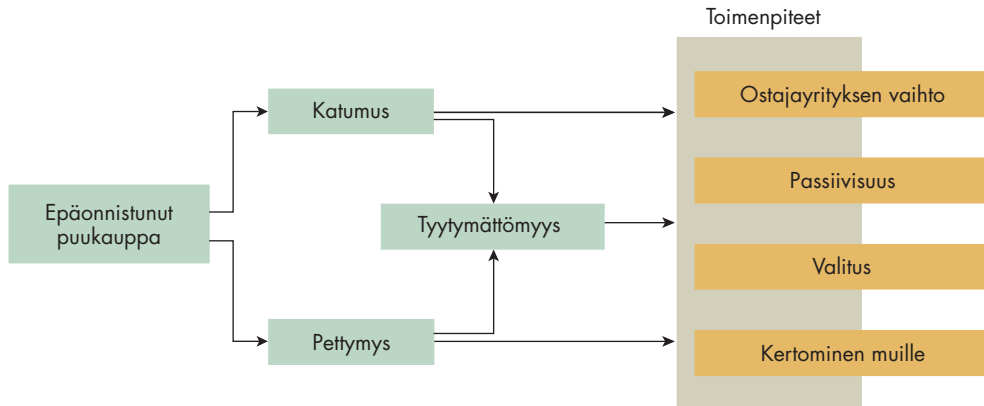 Toimenpiteet
Katumus
Ostajayrityksen vaihto
Passiivisuus
Epäonnistunut
puukauppa
Tyytymättömyys
Valitus
Pettymys
Kertominen muille